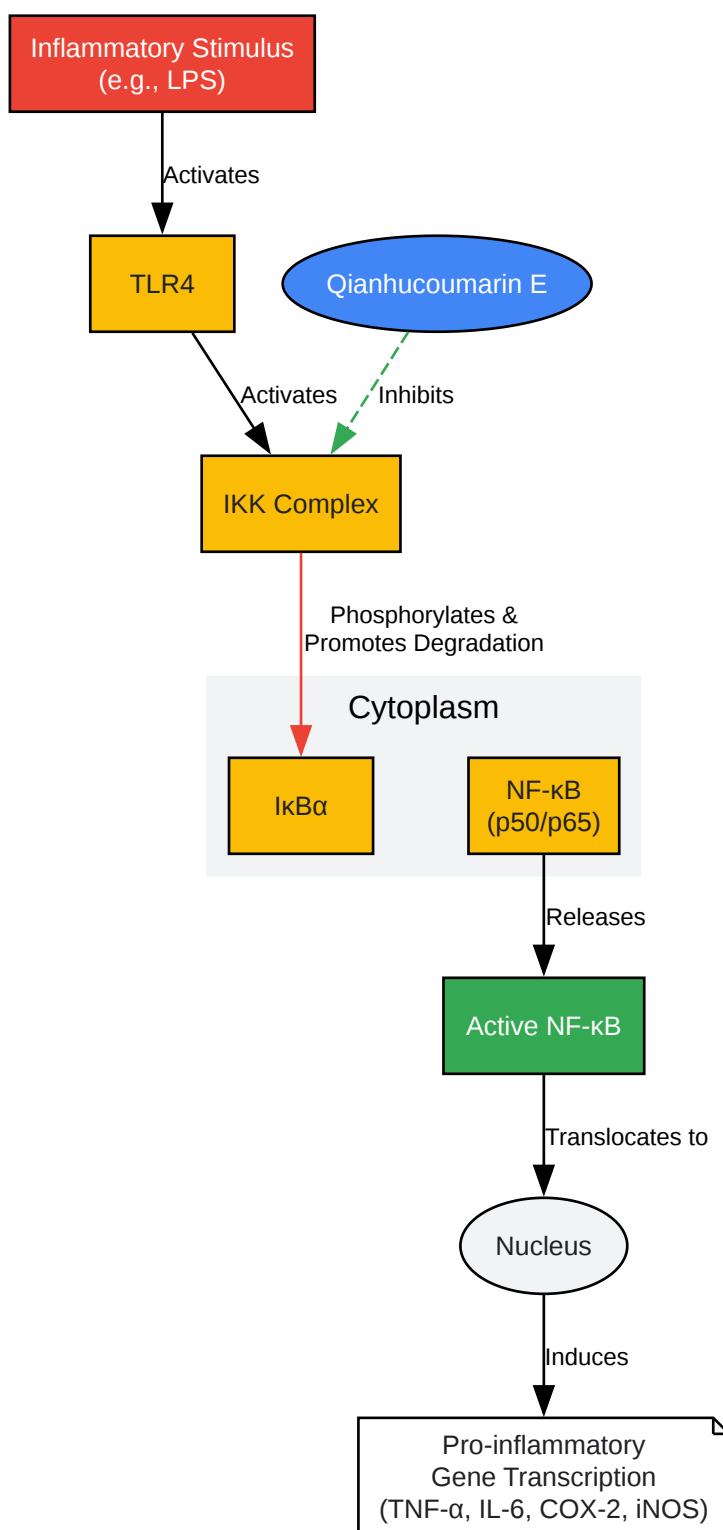 Inflammatory Stimulus
(e.g., LPS)
Activates
TLR4
Qianhucoumarin E
Activates
Inhibits
IKK Complex
Phosphorylates &
Promotes Degradation
Cytoplasm
IκBα
NF-κB
(p50/p65)
Releases
Active NF-κB
Translocates to
Nucleus
Induces
Pro-inflammatory
Gene Transcription
(TNF-α, IL-6, COX-2, iNOS)